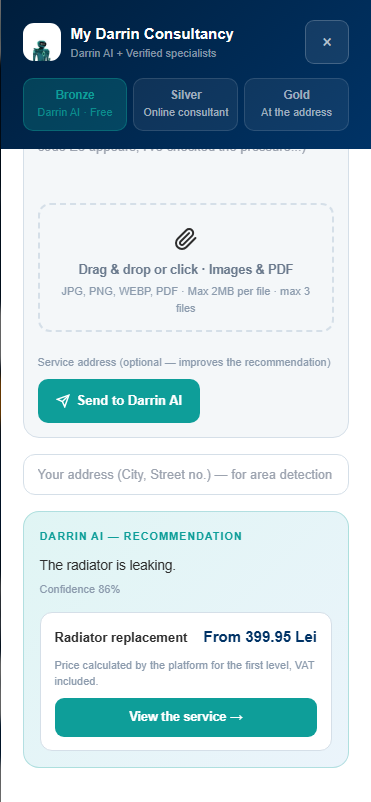 My Darrin Consultancy
Darrin AI + Verified specialists
×
Bronze
Darrin AI · Free
Silver
Online consultant
Gold
At the address
Drag & drop or click · Images & PDF
JPG, PNG, WEBP, PDF · Max 2MB per file · max 3
files
Service address (optional — improves the recommendation)
Send to Darrin AI
Your address (City, Street no.) — for area detection
DARRIN AI — RECOMMENDATION
The radiator is leaking.
Confidence 86%
Radiator replacement
From 399.95 Lei
Price calculated by the platform for the first level, VAT
included.
View the service →